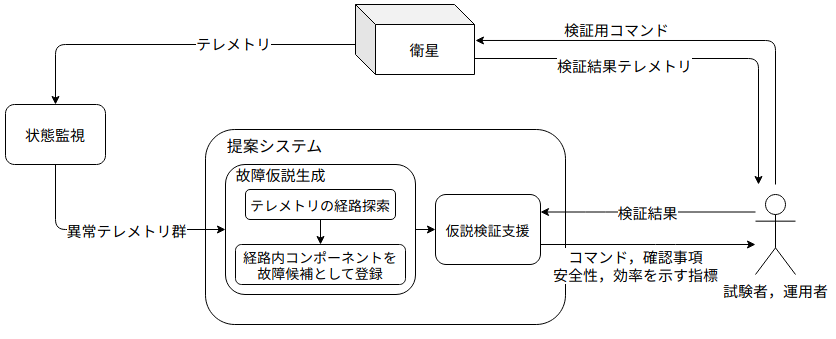 検証用コマンド
テレメトリ
衛星
検証結果テレメトリ
状態監視
提案システム
故障仮説生成
テレメトリの経路探索
検証結果
異常テレメトリ群
仮説検証支援
経路内コンポーネントを
故障候補として登録
コマンド，確認事項
安全性，効率を示す指標
試験者，運用者